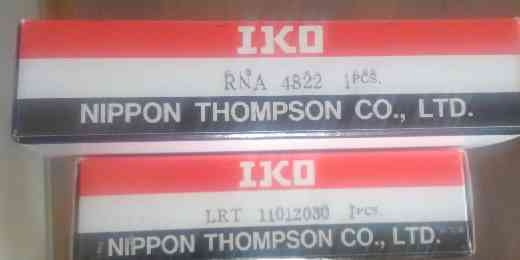 IKO
RNA 4822 1PCS.
NIPPON THOMPSON CO., LTD.
IKO
LRT 11012030 1PCS.
NIPPON THOMPSON CO., LTD.